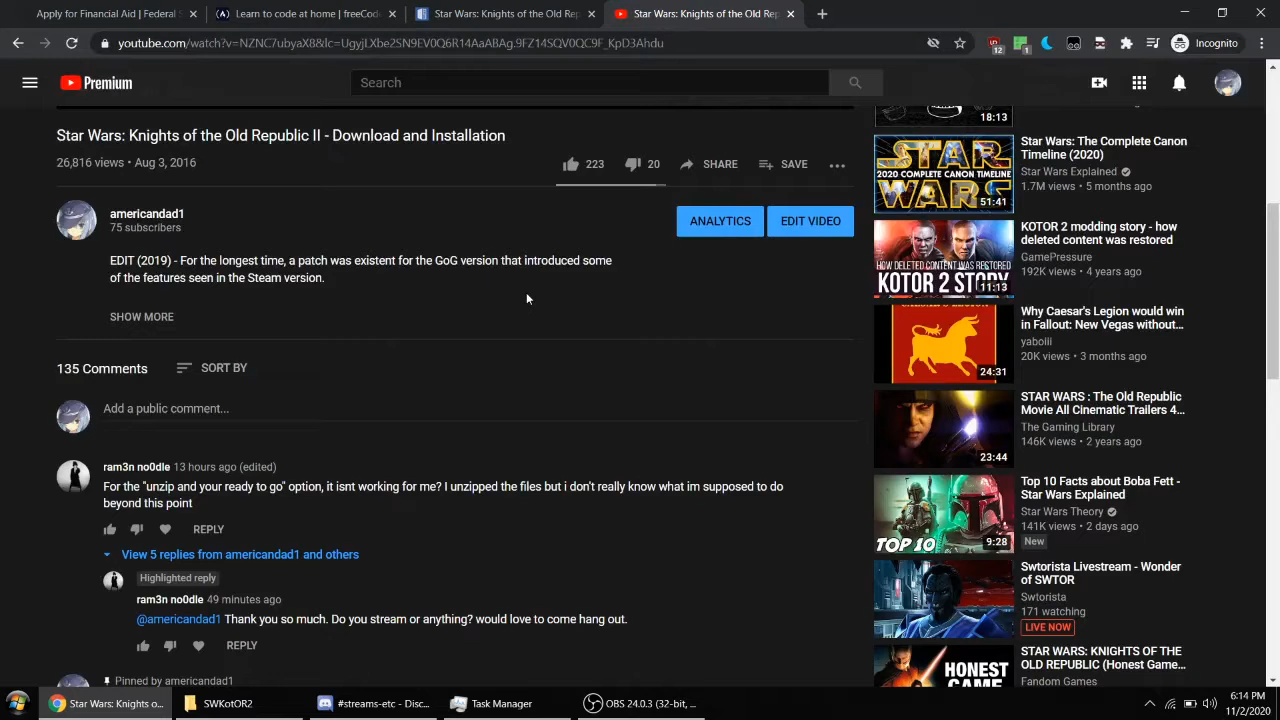 Apply for Financial Aid | Federal S
Learn to code at home | freeCode
Star Wars: Knights of the Old Rep
Star Wars: Knights of the Old Rep
youtube.com/watch?v=NZNC7ubyaX8&lc=UgyjLXbe2SN9EV0Q6R14AaABAg.9FZ14SQV0QC9F_KpD3Ahdu
12
1
Incognito
Premium
Search
Star Wars: Knights of the Old Republic II - Download and Installation
26,816 views • Aug 3, 2016
223
20
SHARE
SAVE
americandad1
75 subscribers
ANALYTICS
EDIT VIDEO
EDIT (2019) - For the longest time, a patch was existent for the GoG version that introduced some
of the features seen in the Steam version.
SHOW MORE
135 Comments
SORT BY
Add a public comment...
ram3n no0dle 13 hours ago (edited)
For the "unzip and your ready to go" option, it isnt working for me? I unzipped the files but i don't really know what im supposed to do
beyond this point
REPLY
View 5 replies from americandad1 and others
Highlighted reply
ram3n no0dle 49 minutes ago
@americandad1 Thank you so much. Do you stream or anything? would love to come hang out.
REPLY
Pinned by americandad1
18:13
STAR
2020 COMPLETE CANON TIMELINE
WARS
51:41
Star Wars: The Complete Canon
Timeline (2020)
Star Wars Explained
1.7M views • 5 months ago
HOW DELETED CONTENT WAS RESTORED
KOTOR 2 STORY
11:13
KOTOR 2 modding story - how
deleted content was restored
GamePressure
192K views • 4 years ago
24:31
Why Caesar's Legion would win
in Fallout: New Vegas without...
yaboiii
20K views • 3 months ago
23:44
STAR WARS : The Old Republic
Movie All Cinematic Trailers 4...
The Gaming Library
146K views • 2 years ago
TOP 10
9:28
Top 10 Facts about Boba Fett -
Star Wars Explained
Star Wars Theory
141K views • 2 days ago
New
Swtorista Livestream - Wonder
of SWTOR
Swtorista
171 watching
LIVE NOW
HONEST
GAME
STAR WARS: KNIGHTS OF THE
OLD REPUBLIC (Honest Game...
Fandom Games
Star Wars: Knights o...
SWKotOR2
#streams-etc - Disc...
Task Manager
OBS 24.0.3 (32-bit, ...
6:14 PM
11/2/2020